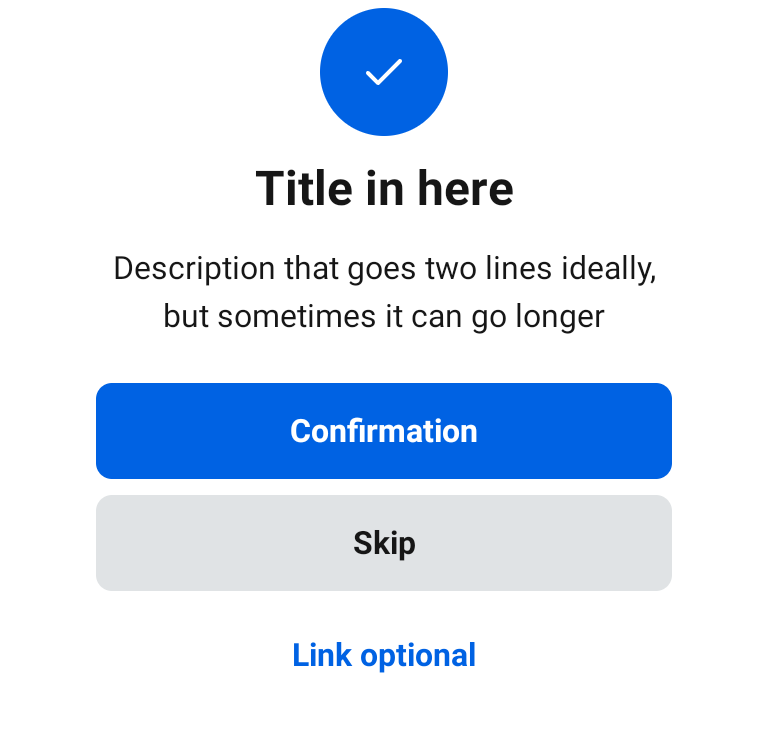 Title in here
Description that goes two lines ideally,
but sometimes it can go longer
Confirmation
Skip
Link optional